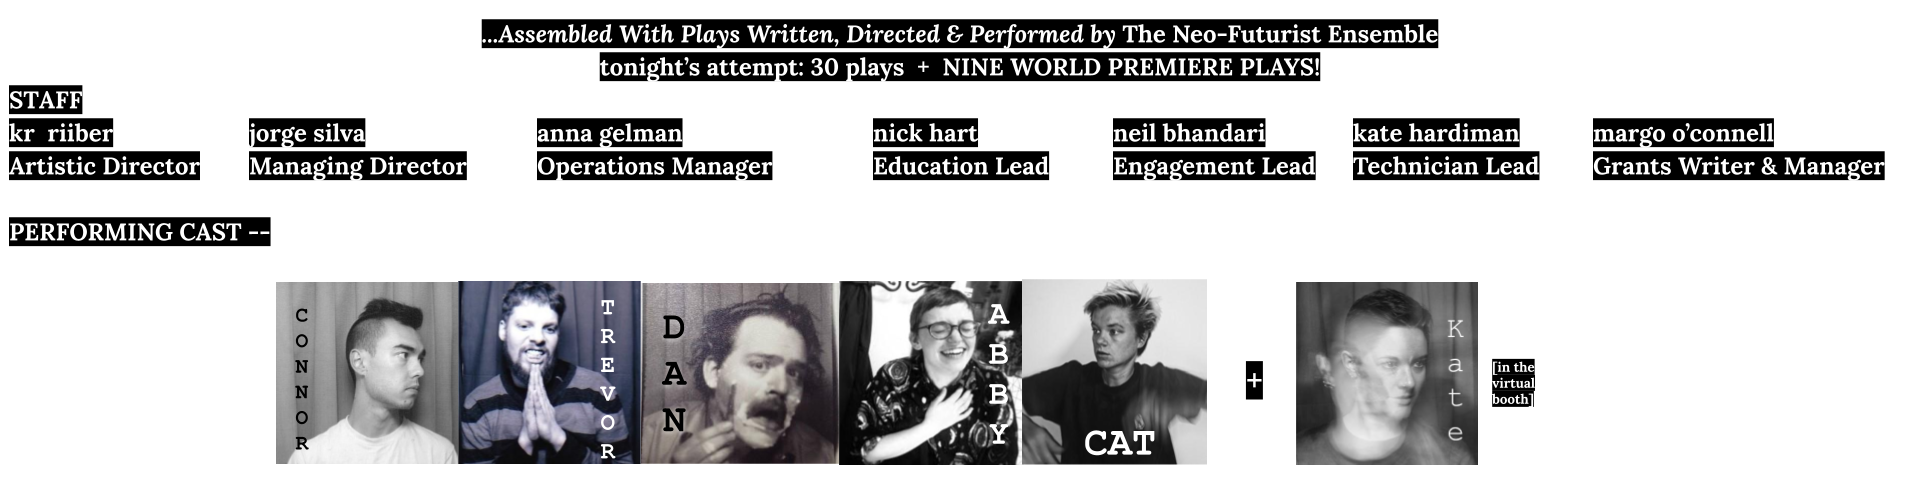 ...Assembled With Plays Written, Directed & Performed by The Neo-Futurist Ensemble
tonight’s attempt: 30 plays + NINE WORLD PREMIERE PLAYS!
STAFF
kr riiber jorge silva anna gelman nick hart neil bhandari kate hardiman margo o’connell
Artistic Director Managing Director Operations Manager Education Lead Engagement Lead Technician Lead Grants Writer & Manager
PERFORMING CAST --
CONNOR
TREVOR
DAN
ABBY
CAT
+
Kate
[in the
virtual
booth]